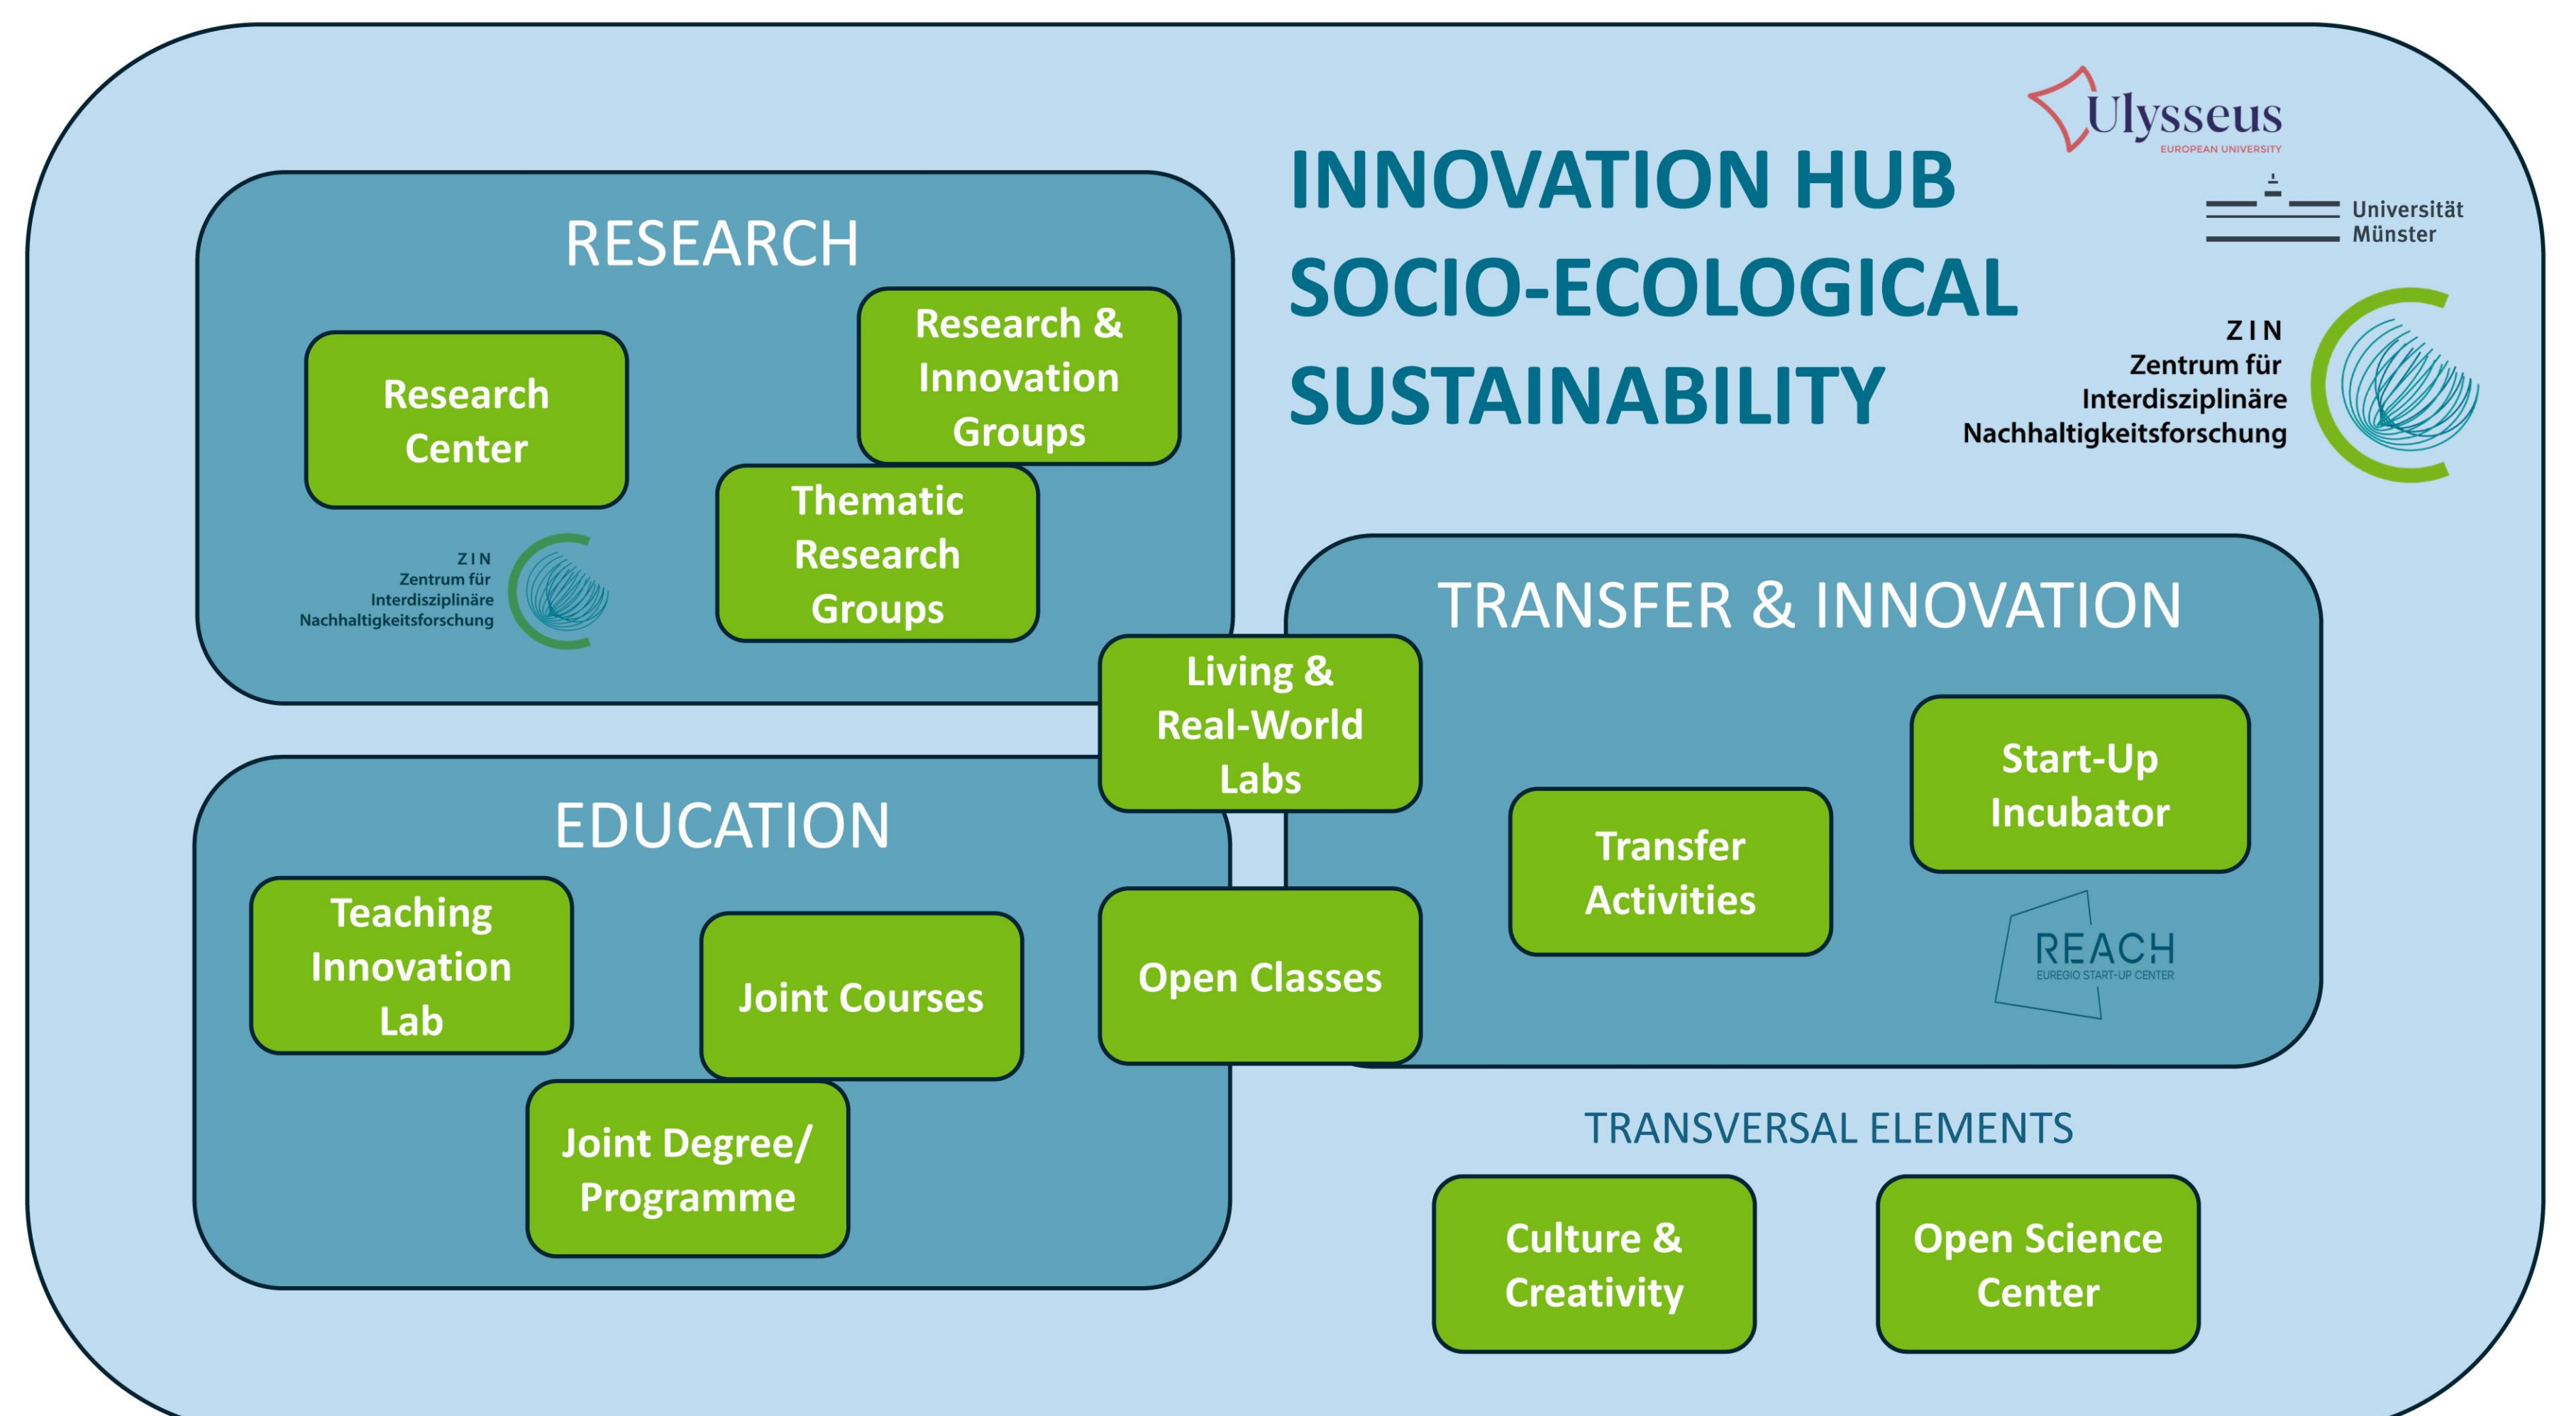 INNOVATION HUB
SOCIO-ECOLOGICAL
SUSTAINABILITY
Ulysseus
EUROPEAN UNIVERSITY
Universität
Münster
ZIN
Zentrum für
Interdisziplinäre
Nachhaltigkeitsforschung
RESEARCH
Research
Center
Research &
Innovation
Groups
Thematic
Research
Groups
ZIN
Zentrum für
Interdisziplinäre
Nachhaltigkeitsforschung
TRANSFER & INNOVATION
Living &
Real-World
Labs
Start-Up
Incubator
Transfer
Activities
REACH
EUREGIO START-UP CENTER
EDUCATION
Teaching
Innovation
Lab
Joint Courses
Open Classes
Joint Degree/
Programme
TRANSVERSAL ELEMENTS
Culture &
Creativity
Open Science
Center